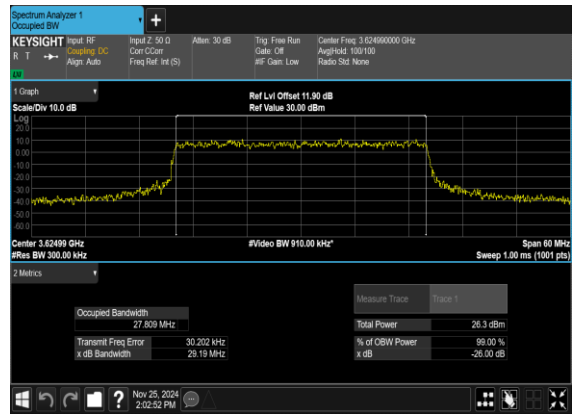 Spectrum Analyzer 1
Occupied BW
+
KEYSIGHT Input: RF Input Z: 50 Ω Atten: 30 dB Trig: Free Run Center Freq: 3.624990000 GHz
R T Coupling: DC Corr CCorr Gate: Off Avg|Hold: 100/100
Align: Auto Freq Ref: Int (S) #IF Gain: Low Radio Std: None
1 Graph
Ref Lvl Offset 11.90 dB
Scale/Div 10.0 dB Ref Value 30.00 dBm
Log
20.0
10.0
0.00
-10.0
-20.0
-30.0
-40.0
-50.0
-60.0
Center 3.62499 GHz #Video BW 910.00 kHz* Span 60 MHz
#Res BW 300.00 kHz Sweep 1.00 ms (1001 pts)
2 Metrics
Measure Trace Trace 1
Occupied Bandwidth
27.809 MHz Total Power 26.3 dBm
Transmit Freq Error 30.202 kHz % of OBW Power 99.00 %
x dB Bandwidth 29.19 MHz x dB -26.00 dB
? Nov 25, 2024
2:02:52 PM